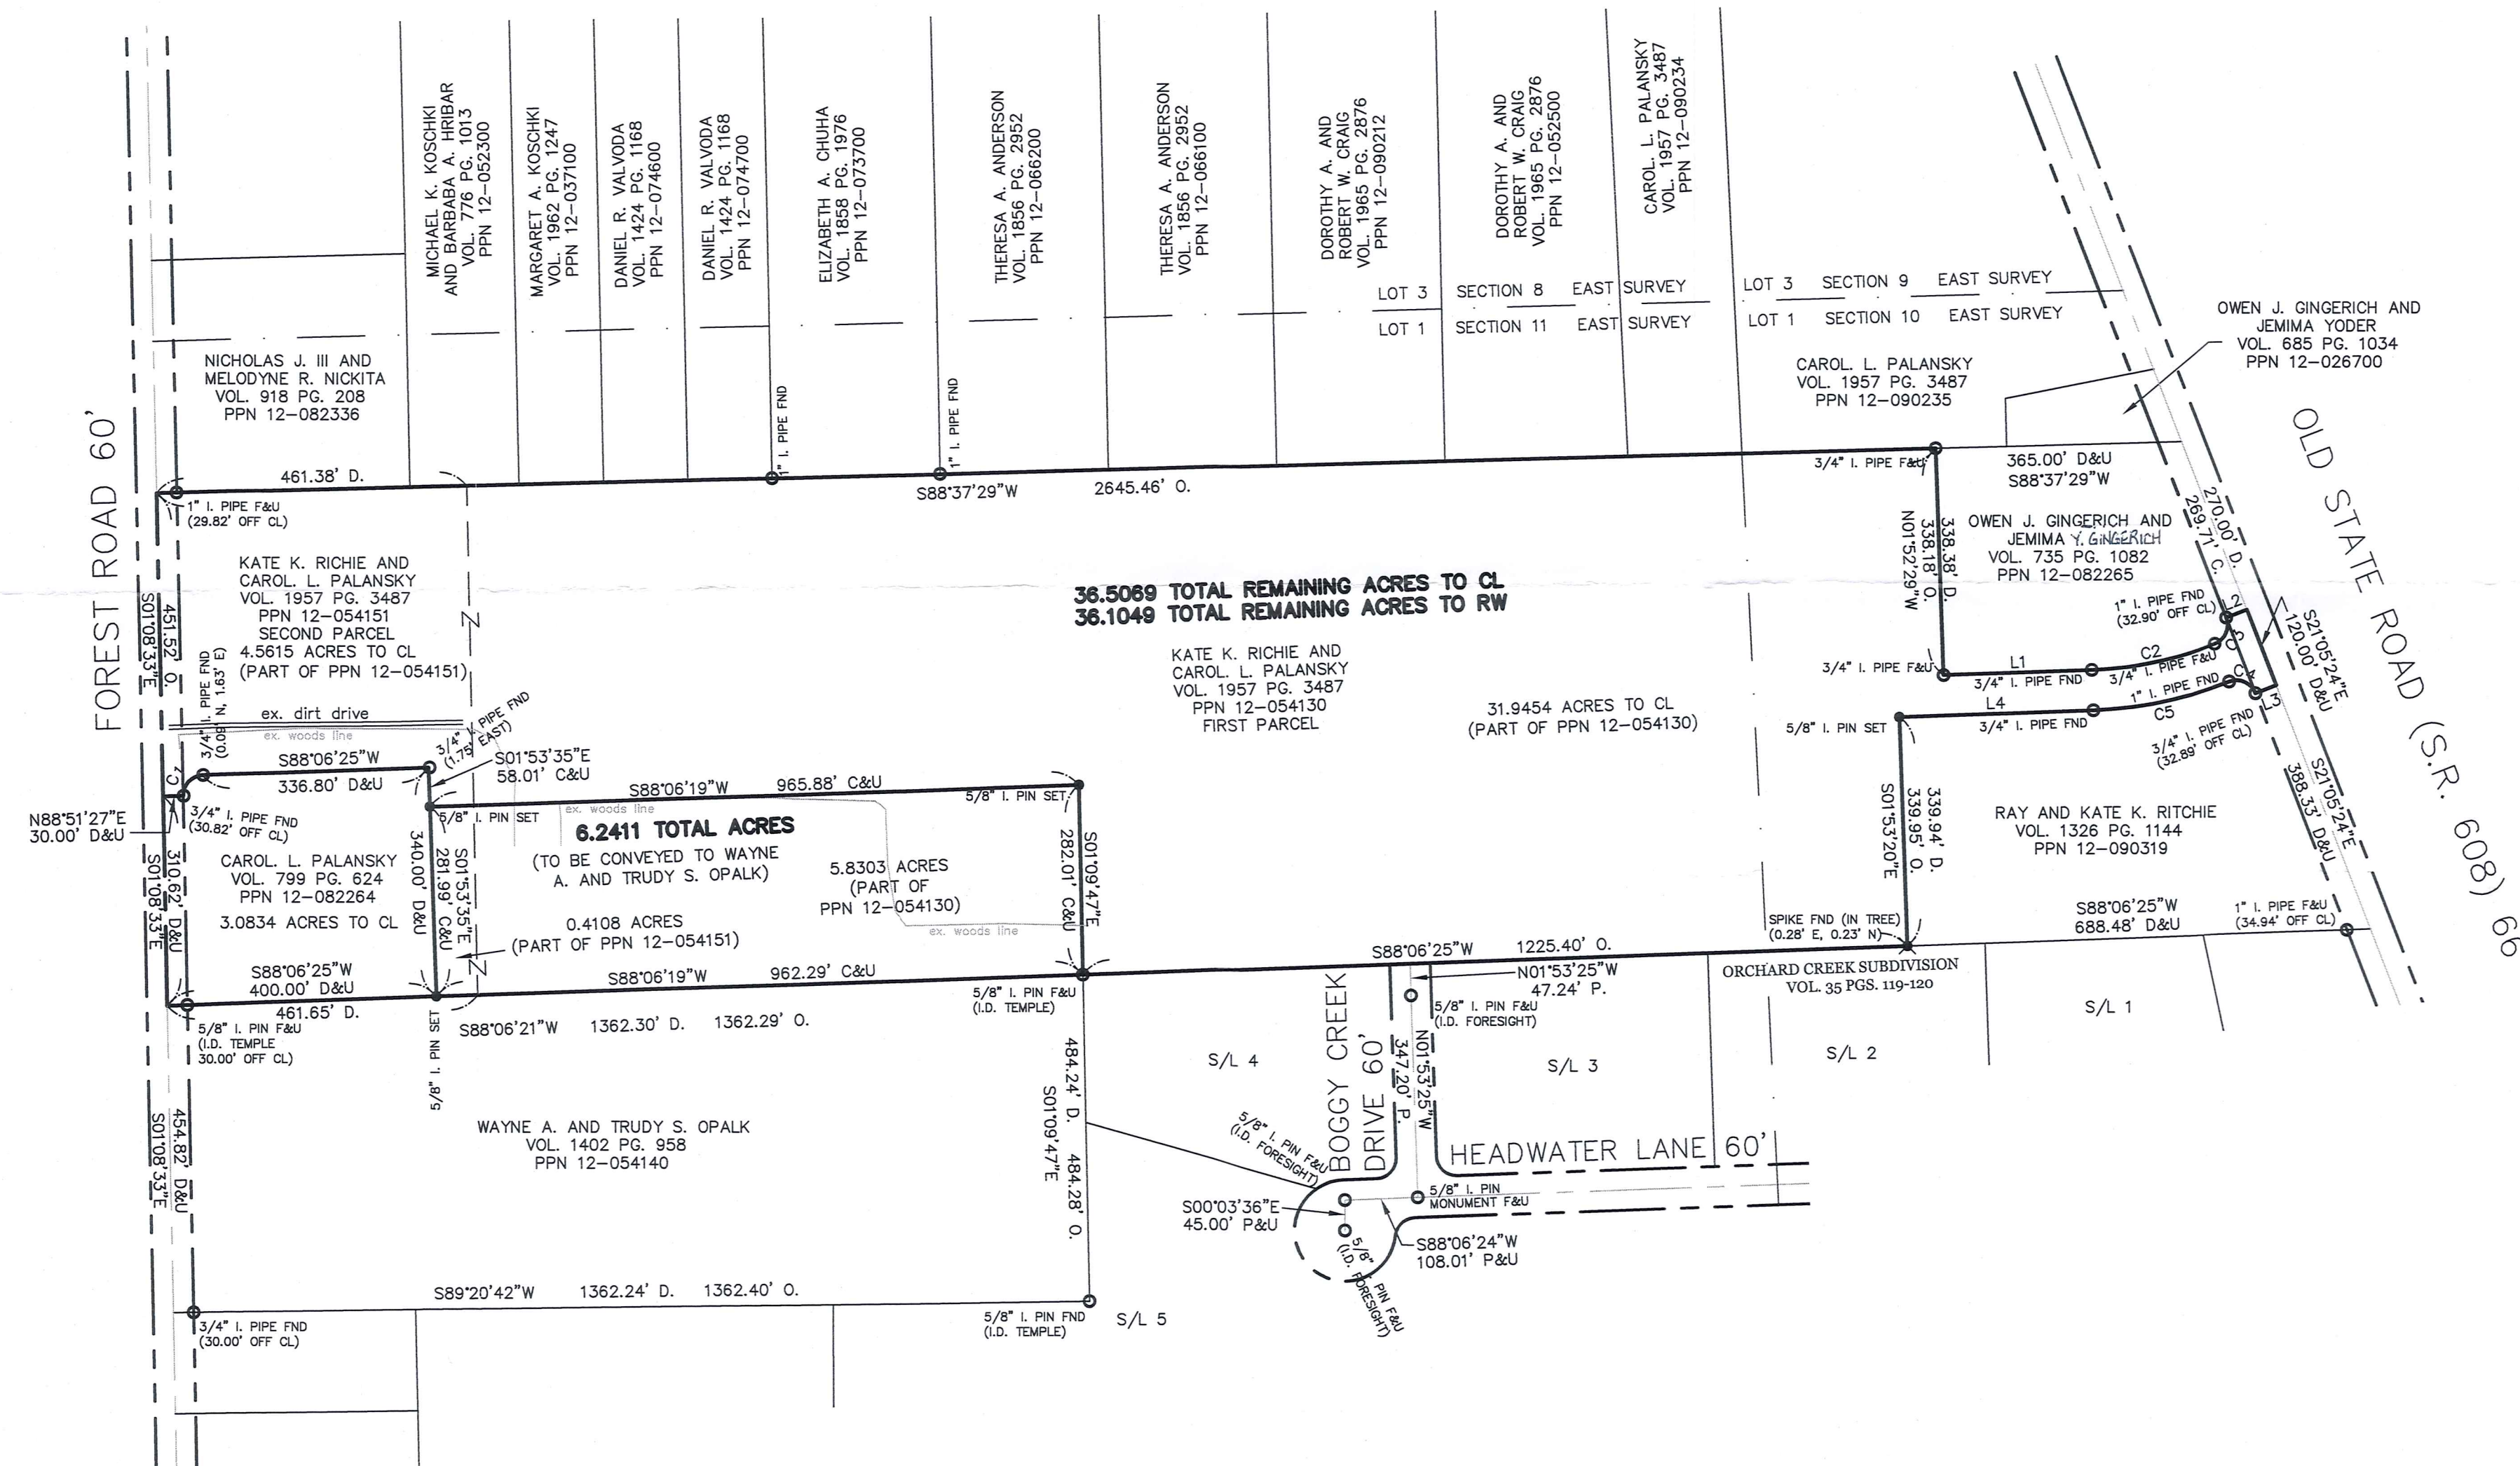 MICHAEL K. KOSCHKI
AND BARBABA A. HRIBAR
VOL. 776 PG. 1013
PPN 12-052300
MARGARET A. KOSCHKI
VOL. 1962 PG. 1247
PPN 12-037100
DANIEL R. VALVODA
VOL. 1424 PG. 1168
PPN 12-074600
DANIEL R. VALVODA
VOL. 1424 PG. 1168
PPN 12-074700
ELIZABETH A. CHUHA
VOL. 1858 PG. 1976
PPN 12-073700
THERESA A. ANDERSON
VOL. 1856 PG. 2952
PPN 12-066200
THERESA A. ANDERSON
VOL. 1856 PG. 2952
PPN 12-066100
DOROTHY A. AND
ROBERT W. CRAIG
VOL. 1965 PG. 2876
PPN 12-090212
DOROTHY A. AND
ROBERT W. CRAIG
VOL. 1965 PG. 2876
PPN 12-052500
CAROL. L. PALANSKY
VOL. 1957 PG. 3487
PPN 12-090234
LOT 3 SECTION 8 EAST SURVEY
LOT 1 SECTION 11 EAST SURVEY
LOT 3 SECTION 9 EAST SURVEY
LOT 1 SECTION 10 EAST SURVEY
OWEN J. GINGERICH AND
JEMIMA YODER
VOL. 685 PG. 1034
PPN 12-026700
NICHOLAS J. III AND
MELODYNE R. NICKITA
VOL. 918 PG. 208
PPN 12-082336
CAROL. L. PALANSKY
VOL. 1957 PG. 3487
PPN 12-090235
FOREST ROAD 60'
OLD STATE ROAD (S.R. 608) 66
1" I. PIPE FND
1" I. PIPE FND
461.38' D.
S88°37'29"W 2645.46' O.
3/4" I. PIPE F&U
365.00' D&U
S88°37'29"W
1" I. PIPE F&U
(29.82' OFF CL)
270.00' D.
269.71' C.
N01°52'29"W
338.18' O.
338.38' D.
OWEN J. GINGERICH AND
JEMIMA Y. GINGERICH
VOL. 735 PG. 1082
PPN 12-082265
KATE K. RICHIE AND
CAROL. L. PALANSKY
VOL. 1957 PG. 3487
PPN 12-054151
SECOND PARCEL
4.5615 ACRES TO CL
(PART OF PPN 12-054151)
451.52' O.
S01°08'33"E
36.5069 TOTAL REMAINING ACRES TO CL
36.1049 TOTAL REMAINING ACRES TO RW
KATE K. RICHIE AND
CAROL. L. PALANSKY
VOL. 1957 PG. 3487
PPN 12-054130
FIRST PARCEL
31.9454 ACRES TO CL
(PART OF PPN 12-054130)
1" I. PIPE FND
(32.90' OFF CL)
L2
S21°05'24"E
120.00' D&U
3/4" I. PIPE F&U
L1
3/4" I. PIPE FND
C2
3/4" I. PIPE F&U
C3
C4
L3
1" I. PIPE FND
L4
3/4" I. PIPE FND
C5
3/4" I. PIPE FND
(32.89' OFF CL)
5/8" I. PIN SET
3/4" I. PIPE FND
(0.09' N, 1.63' E)
ex. dirt drive
ex. woods line
3/4" I. PIPE FND
(1.75' EAST)
S88°06'25"W
336.80' D&U
S01°53'35"E
58.01' C&U
N88°51'27"E
30.00' D&U
3/4" I. PIPE FND
(30.82' OFF CL)
S88°06'19"W 965.88' C&U
5/8" I. PIN SET
5/8" I. PIN SET
ex. woods line
6.2411 TOTAL ACRES
(TO BE CONVEYED TO WAYNE
A. AND TRUDY S. OPALK)
5.8303 ACRES
(PART OF
PPN 12-054130)
0.4108 ACRES
(PART OF PPN 12-054151)
ex. woods line
S01°09'47"E
282.01' C&U
CAROL. L. PALANSKY
VOL. 799 PG. 624
PPN 12-082264
3.0834 ACRES TO CL
310.62' D&U
S01°08'33"E
340.00' D&U
S01°53'35"E
281.99' C&U
S88°06'25"W
400.00' D&U
461.65' D.
S88°06'19"W 962.29' C&U
5/8" I. PIN F&U
(I.D. TEMPLE)
S88°06'21"W 1362.30' D. 1362.29' O.
5/8" I. PIN F&U
(I.D. TEMPLE
30.00' OFF CL)
5/8" I. PIN SET
S01°53'20"E
339.94' D.
339.95' O.
RAY AND KATE K. RITCHIE
VOL. 1326 PG. 1144
PPN 12-090319
S21°05'24"E
388.33' D&U
SPIKE FND (IN TREE)
(0.28' E, 0.23' N)
S88°06'25"W
688.48' D&U
1" I. PIPE F&U
(34.94' OFF CL)
S88°06'25"W 1225.40' O.
N01°53'25"W
47.24' P.
5/8" I. PIN F&U
(I.D. FORESIGHT)
ORCHARD CREEK SUBDIVISION
VOL. 35 PGS. 119-120
S/L 1
S/L 2
S/L 3
S/L 4
S/L 5
BOGGY CREEK
DRIVE 60'
N01°53'25"W
347.20' P.
HEADWATER LANE 60'
484.24' D. 484.28' O.
S01°09'47"E
WAYNE A. AND TRUDY S. OPALK
VOL. 1402 PG. 958
PPN 12-054140
454.82' D&U
S01°08'33"E
5/8" I. PIN F&U
(I.D. FORESIGHT)
5/8" I. PIN
MONUMENT F&U
S00°03'36"E
45.00' P&U
S88°06'24"W
108.01' P&U
5/8" I. PIN F&U
(I.D. FORESIGHT)
S89°20'42"W 1362.24' D. 1362.40' O.
5/8" I. PIN FND
(I.D. TEMPLE)
3/4" I. PIPE FND
(30.00' OFF CL)